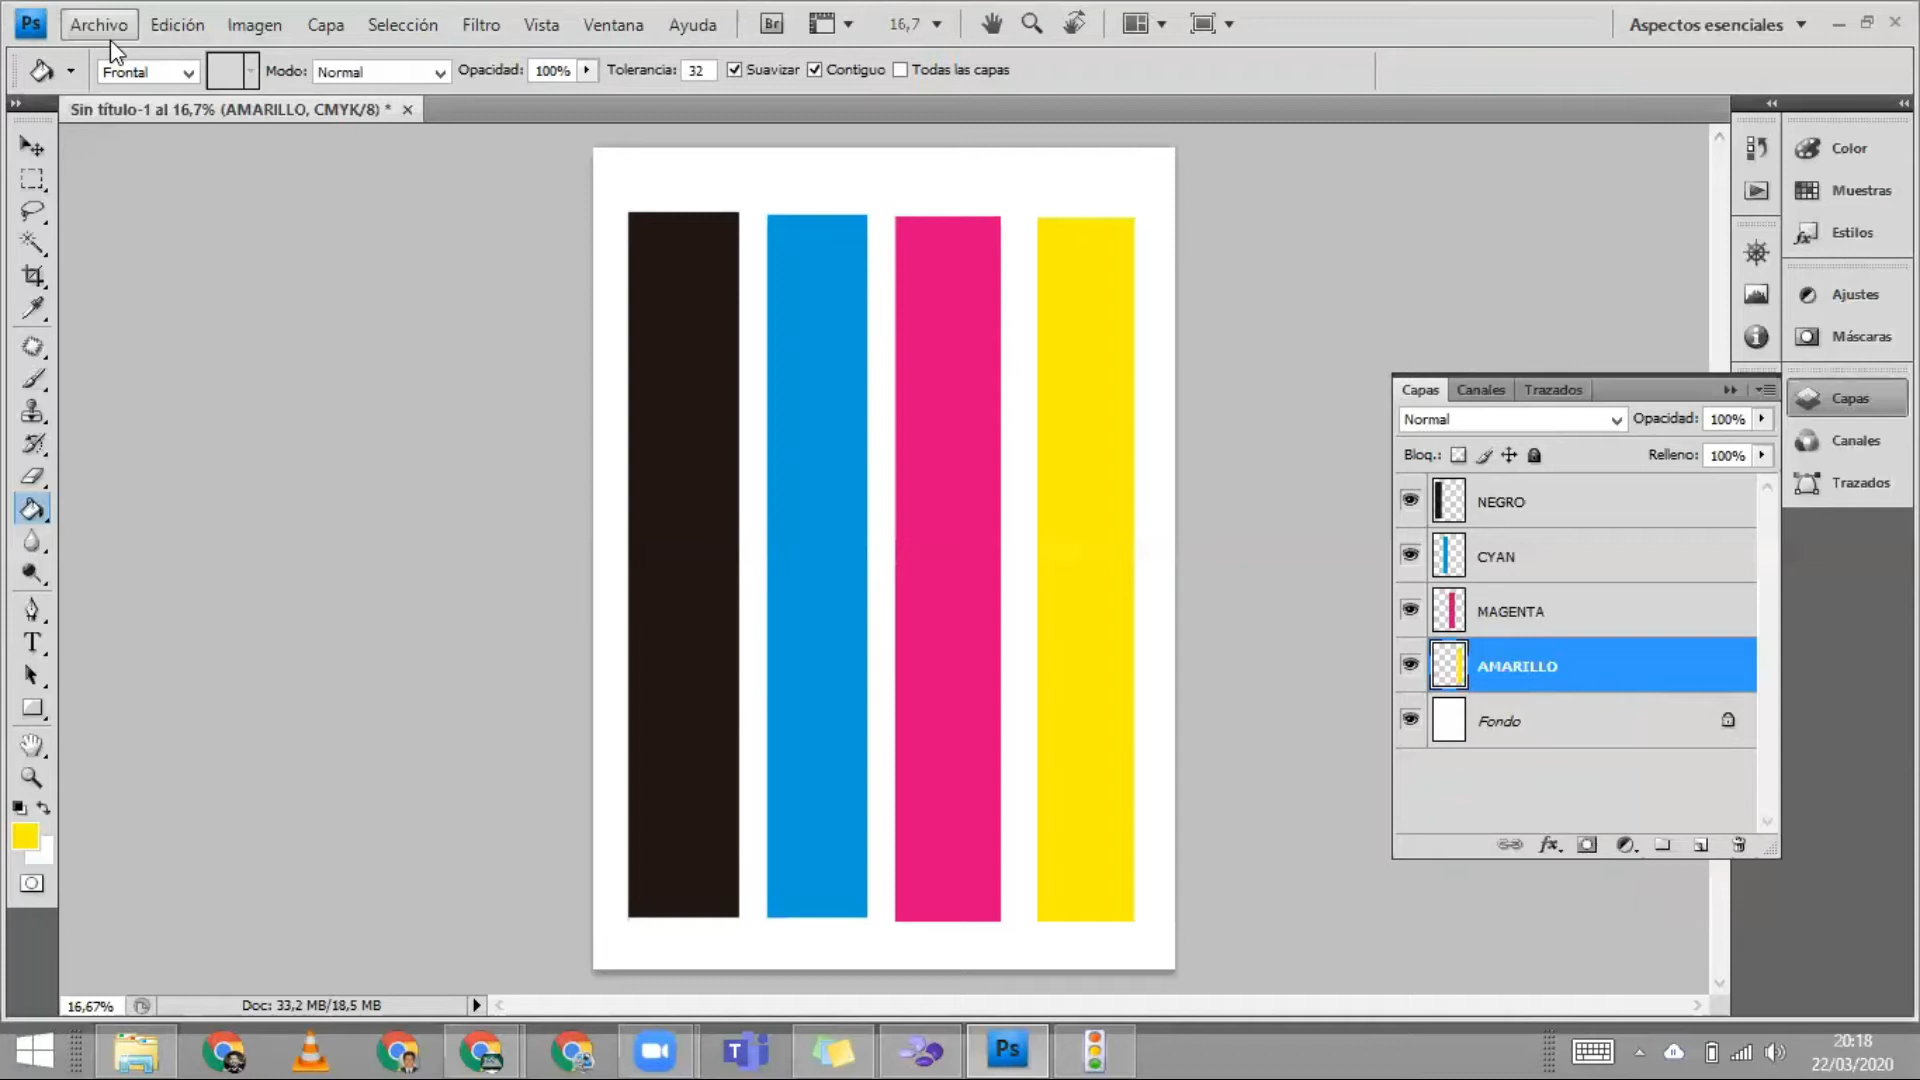 Ps Archivo Edición Imagen Capa Selección Filtro Vista Ventana Ayuda Br 16,7 Aspectos esenciales
Frontal Modo: Normal Opacidad: 100% Tolerancia: 32 Suavizar Contiguo Todas las capas
Sin título-1 al 16,7% (AMARILLO, CMYK/8) *
Color
Muestras
Estilos
Ajustes
Máscaras
Capas
Canales
Trazados
Capas Canales Trazados
Normal Opacidad: 100%
Bloq.: Relleno: 100%
NEGRO
CYAN
MAGENTA
AMARILLO
Fondo
T
fx
16,67% Doc: 33,2 MB/18,5 MB
T Ps
20:18
22/03/2020